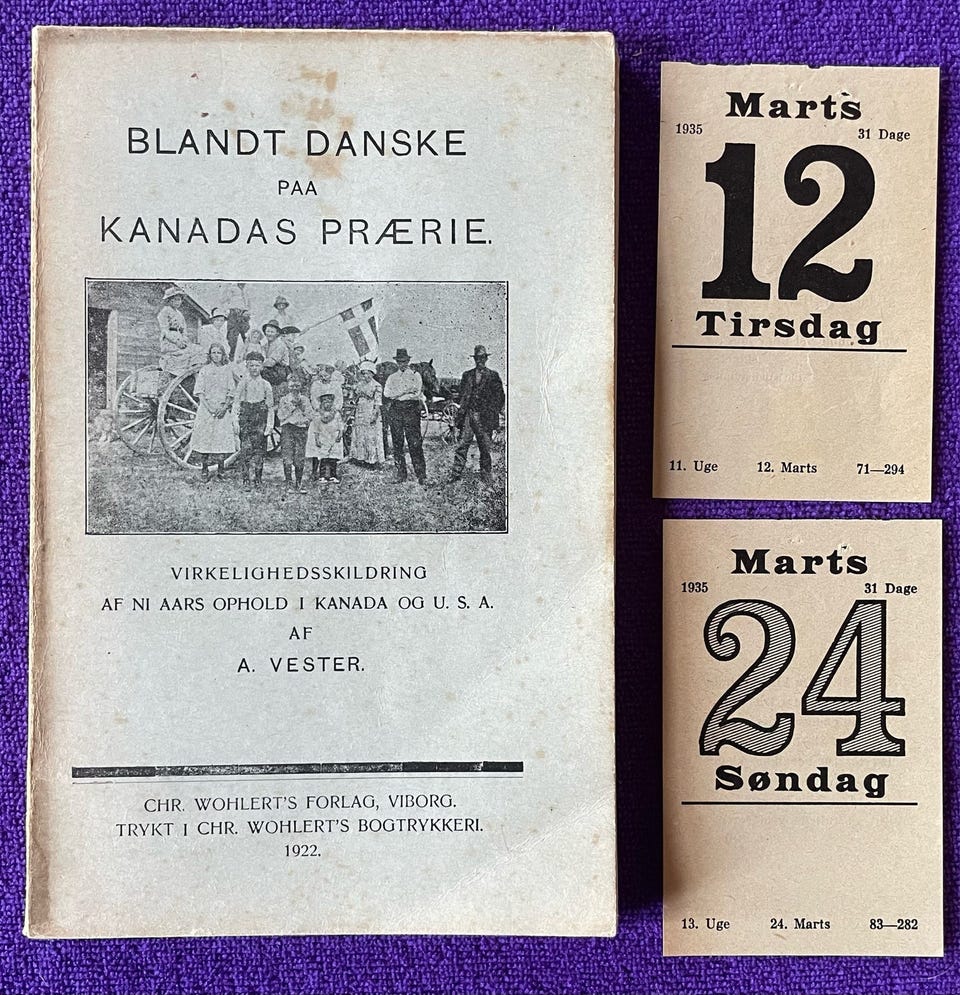 BLANDT DANSKE
PAA
KANADAS PRÆRIE.
VIRKELIGHEDSSKILDRING
AF NI AARS OPHOLD I KANADA OG U. S. A.
AF
A. VESTER.
CHR. WOHLERT'S FORLAG, VIBORG.
TRYKT I CHR. WOHLERT'S BOGTRYKKERI.
1922.
Marts
1935 31 Dage
12
Tirsdag
11. Uge 12. Marts 71—294
Marts
1935 31 Dage
24
Søndag
13. Uge 24. Marts 83—282